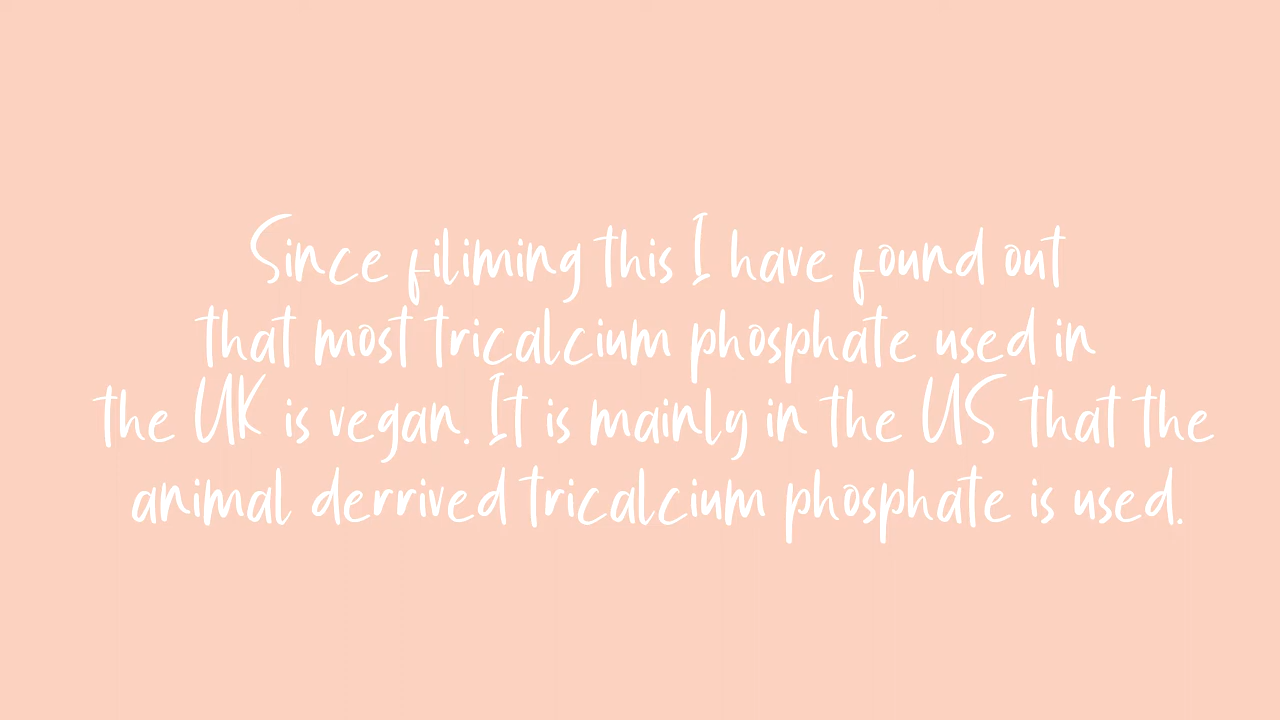 Since filiming this I have found out
that most tricalcium phosphate used in
the UK is vegan. It is mainly in the US that the
animal derrived tricalcium phosphate is used.